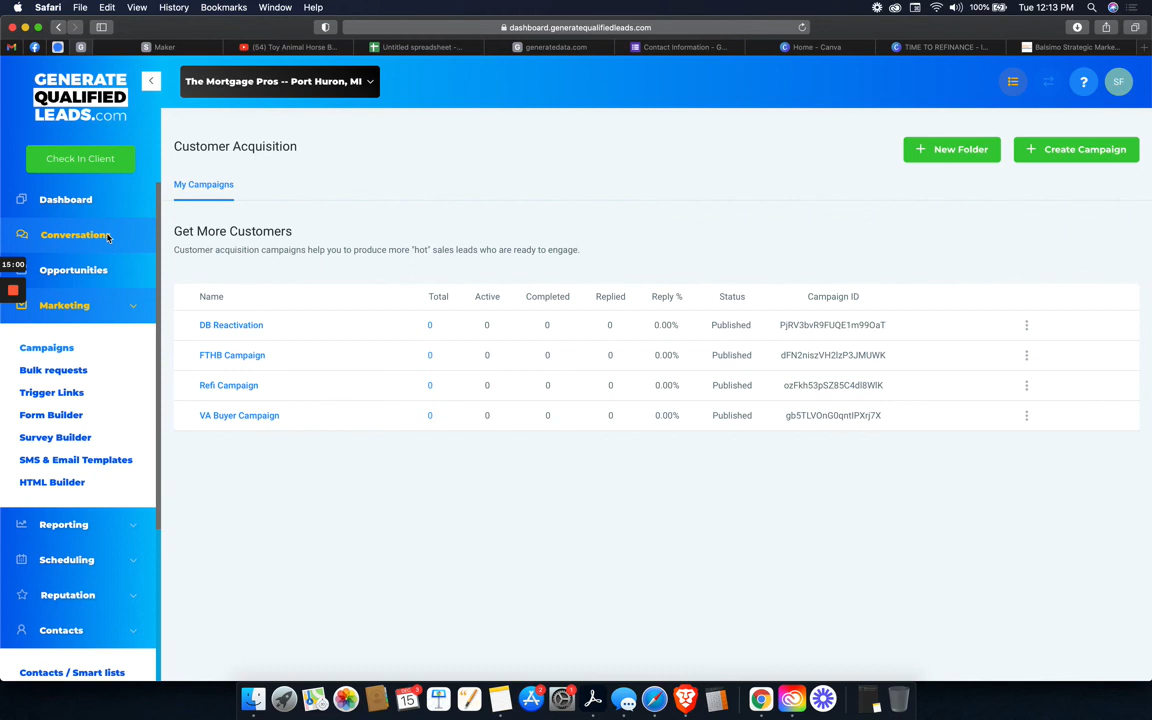 Safari File Edit View History Bookmarks Window Help 100% Tue 12:13 PM
dashboard.generatequalifiedleads.com
Maker (54) Toy Animal Horse B... Untitled spreadsheet -... generatedata.com Contact Information - G... Home - Canva TIME TO REFINANCE - I... Balsimo Strategic Marke...
GENERATE
QUALIFIED
LEADS.com
The Mortgage Pros -- Port Huron, MI
? SF
Check In Client
Customer Acquisition
New Folder
Create Campaign
My Campaigns
Dashboard
Conversations
15:00
Opportunities
Marketing
Get More Customers
Customer acquisition campaigns help you to produce more "hot" sales leads who are ready to engage.
Name Total Active Completed Replied Reply % Status Campaign ID
DB Reactivation 0 0 0 0 0.00% Published PjRV3bvR9FUQE1m99OaT
FTHB Campaign 0 0 0 0 0.00% Published dFN2niszVH2lzP3JMUWK
Refi Campaign 0 0 0 0 0.00% Published ozFkh53pSZ85C4dl8WlK
VA Buyer Campaign 0 0 0 0 0.00% Published gb5TLVOnG0qntIPXrj7X
Campaigns
Bulk requests
Trigger Links
Form Builder
Survey Builder
SMS & Email Templates
HTML Builder
Reporting
Scheduling
Reputation
Contacts
Contacts / Smart lists